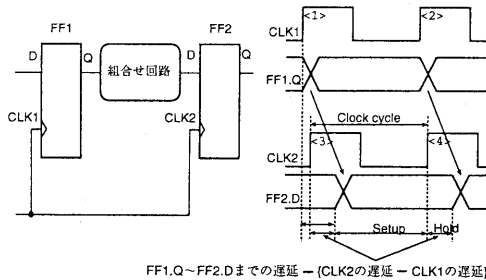 FF1
FF2
D
Q
組合せ回路
D
Q
CLK1
CLK2
<1>
<2>
CLK1
FF1.Q
Clock cycle
<3>
<4>
CLK2
FF2.D
Setup
Hold
FF1.Q~FF2.Dまでの遅延 − {CLK2の遅延 − CLK1の遅延}